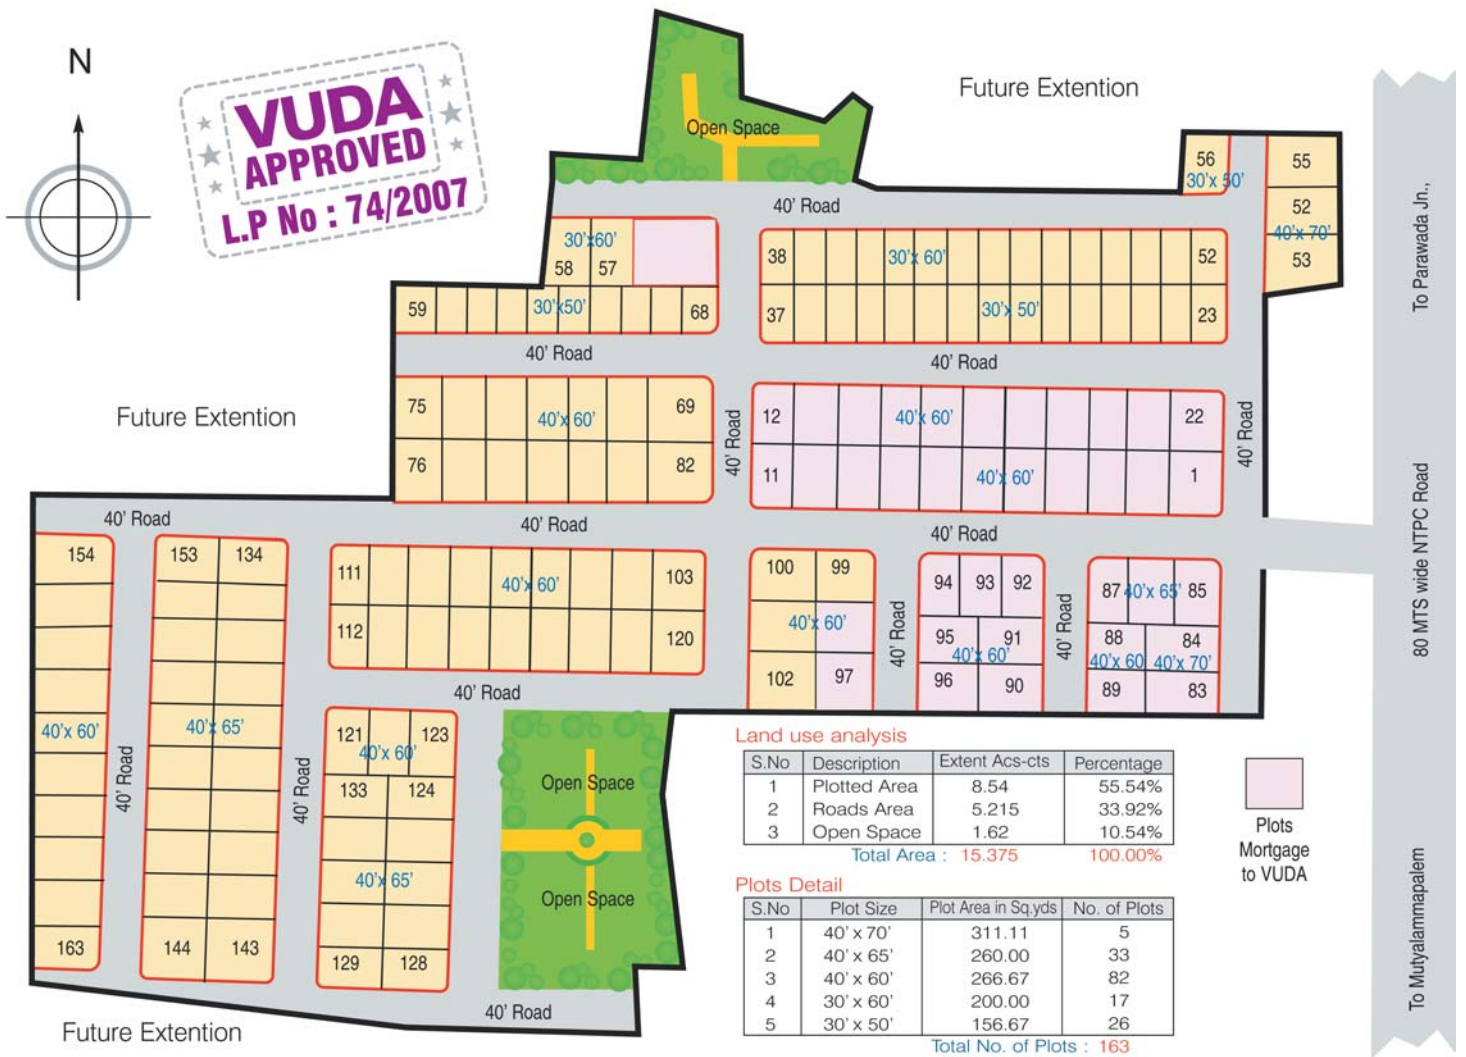 N
VUDA
APPROVED
L.P No : 74/2007
Future Extention
Open Space
56
30'x 50'
55
52
40'x 70'
53
40' Road
30'x60'
58
57
38
30'x 60'
52
59
30'x50'
68
37
30'x 50'
23
40' Road
40' Road
75
40'x 60'
69
76
82
12
40'x 60'
22
11
40'x 60'
1
40' Road
40' Road
Future Extention
40' Road
40' Road
40' Road
154
153
134
111
40'x 60'
103
112
120
100
99
40'x 60'
102
97
94
93
92
95
91
40'x 60'
96
90
87
40'x 65'
85
88
84
40'x 60
40'x 70'
89
83
40' Road
40' Road
40' Road
40'x 60'
40'x 65'
40' Road
40' Road
121
123
40'x 60'
133
124
40'x 65'
129
128
163
144
143
Open Space
Open Space
40' Road
Future Extention
To Parawada Jn.,
80 MTS wide NTPC Road
To Mutyalammapalem
Land use analysis
S.No Description Extent Acs-cts Percentage
1 Plotted Area 8.54 55.54%
2 Roads Area 5.215 33.92%
3 Open Space 1.62 10.54%
Total Area : 15.375 100.00%
Plots Detail
S.No Plot Size Plot Area in Sq.yds No. of Plots
1 40' x 70' 311.11 5
2 40' x 65' 260.00 33
3 40' x 60' 266.67 82
4 30' x 60' 200.00 17
5 30' x 50' 156.67 26
Total No. of Plots : 163
Plots
Mortgage
to VUDA